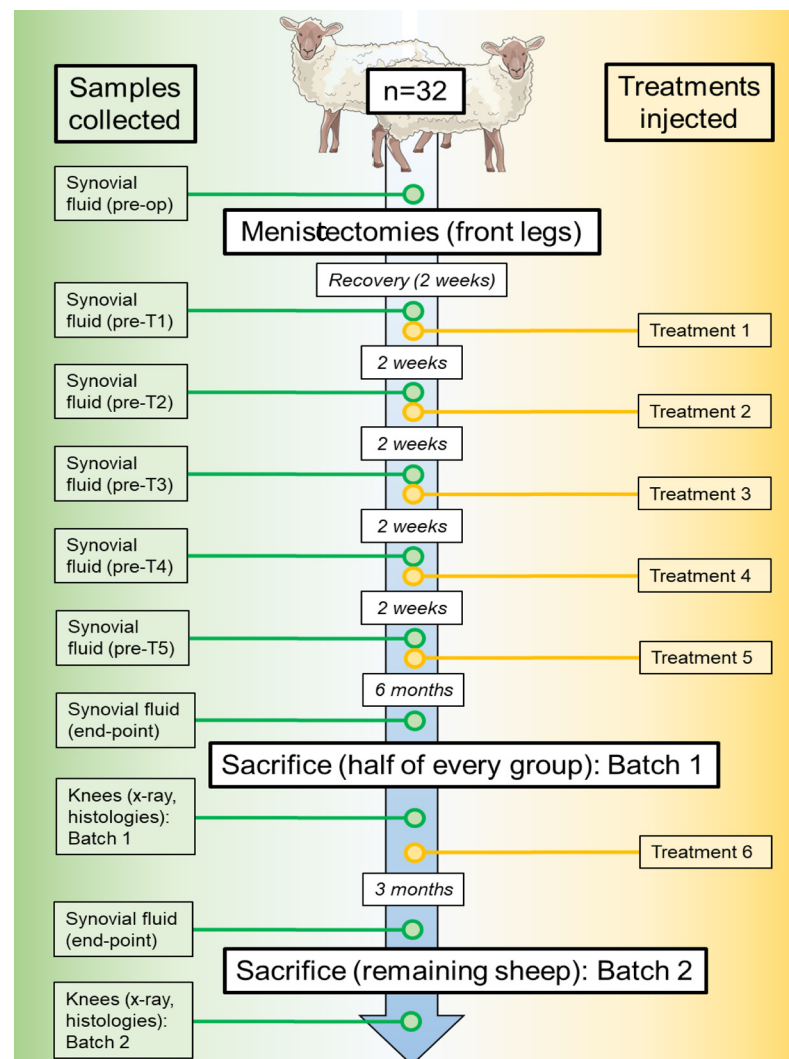 Samples
collected
n=32
Treatments
injected
Synovial
fluid (pre-op)
Menistectomies (front legs)
Recovery (2 weeks)
Synovial
fluid (pre-T1)
Treatment 1
2 weeks
Synovial
fluid (pre-T2)
Treatment 2
2 weeks
Synovial
fluid (pre-T3)
Treatment 3
2 weeks
Synovial
fluid (pre-T4)
Treatment 4
2 weeks
Synovial
fluid (pre-T5)
Treatment 5
6 months
Synovial fluid
(end-point)
Sacrifice (half of every group): Batch 1
Knees (x-ray,
histologies):
Batch 1
Treatment 6
3 months
Synovial fluid
(end-point)
Sacrifice (remaining sheep): Batch 2
Knees (x-ray,
histologies):
Batch 2